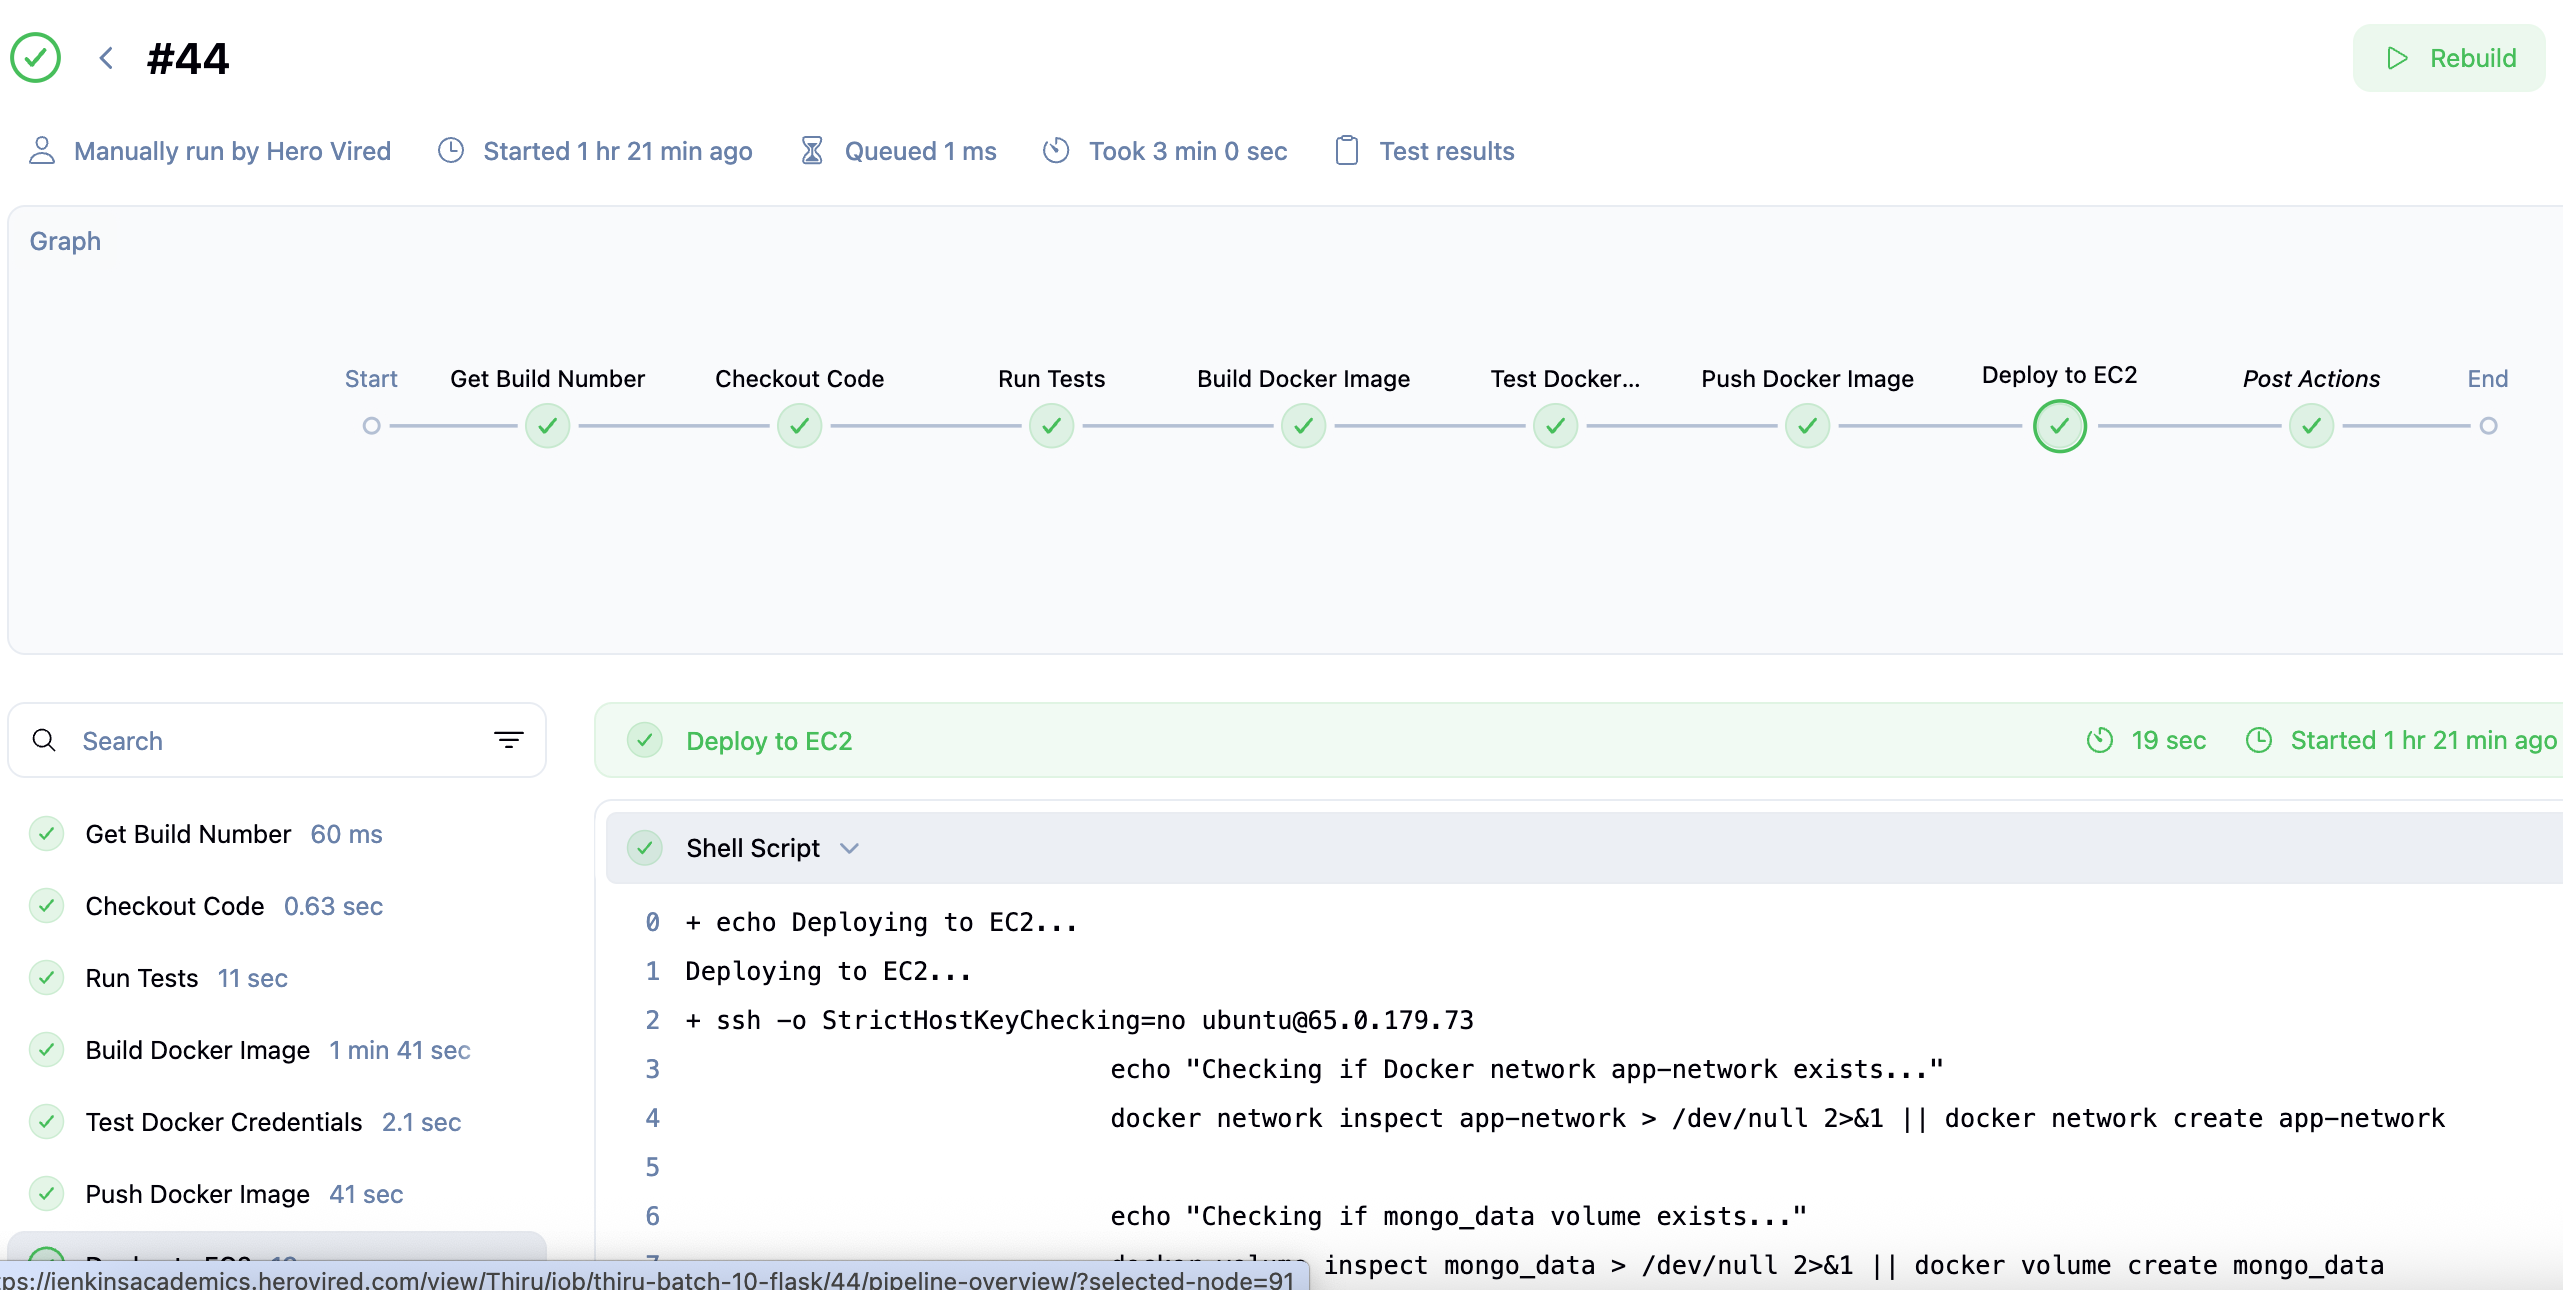 #44
Rebuild
Manually run by Hero Vired Started 1 hr 21 min ago Queued 1 ms Took 3 min 0 sec Test results
Graph
Start Get Build Number Checkout Code Run Tests Build Docker Image Test Docker... Push Docker Image Deploy to EC2 Post Actions End
Search
Get Build Number 60 ms
Checkout Code 0.63 sec
Run Tests 11 sec
Build Docker Image 1 min 41 sec
Test Docker Credentials 2.1 sec
Push Docker Image 41 sec
Deploy to EC2 19 sec Started 1 hr 21 min ago
Shell Script
0 + echo Deploying to EC2...
1 Deploying to EC2...
2 + ssh -o StrictHostKeyChecking=no ubuntu@65.0.179.73
3 echo "Checking if Docker network app-network exists..."
4 docker network inspect app-network > /dev/null 2>&1 || docker network create app-network
5
6 echo "Checking if mongo_data volume exists..."
7 docker volume inspect mongo_data > /dev/null 2>&1 || docker volume create mongo_data
tps://jenkinsacademics.herovired.com/view/Thiru/job/thiru-batch-10-flask/44/pipeline-overview/?selected-node=91